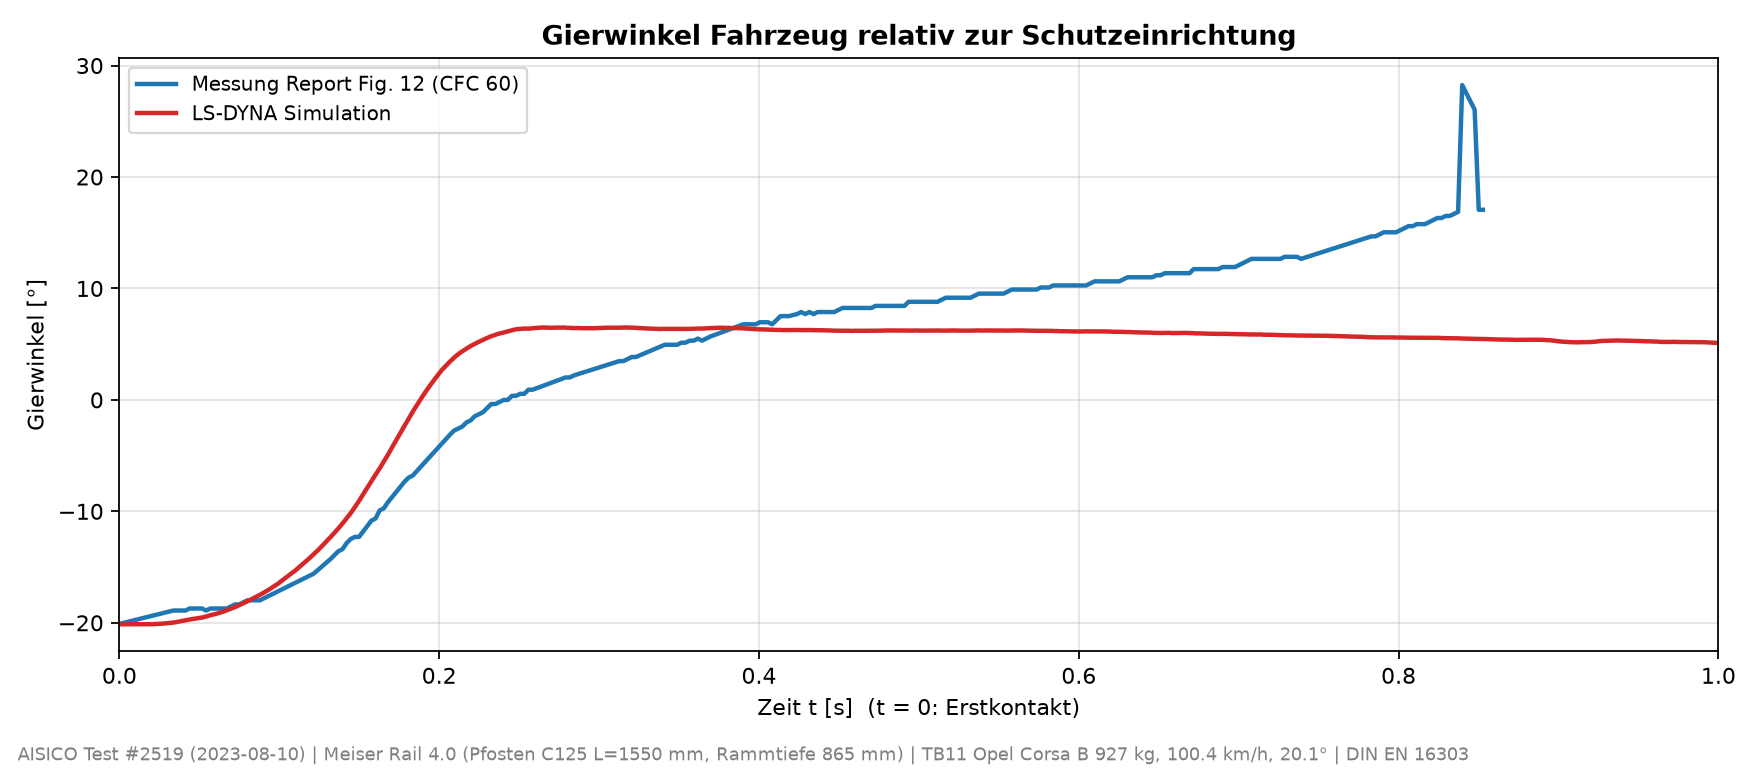 Gierwinkel Fahrzeug relativ zur Schutzeinrichtung
Messung Report Fig. 12 (CFC 60)
LS-DYNA Simulation
Gierwinkel [°]
30
20
10
0
−10
−20
0.0 0.2 0.4 0.6 0.8 1.0
Zeit t [s]  (t = 0: Erstkontakt)
AISICO Test #2519 (2023-08-10) | Meiser Rail 4.0 (Pfosten C125 L=1550 mm, Rammtiefe 865 mm) | TB11 Opel Corsa B 927 kg, 100.4 km/h, 20.1° | DIN EN 16303